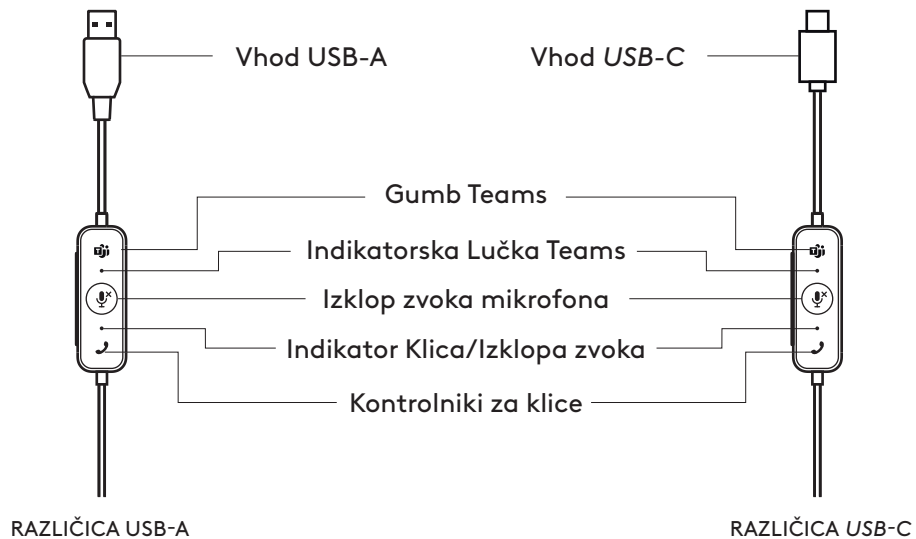 Vhod USB-A
Vhod USB-C
Gumb Teams
Indikatorska Lučka Teams
Izklop zvoka mikrofona
Indikator Klica/Izklopa zvoka
Kontrolniki za klice
RAZLIČICA USB-A
RAZLIČICA USB-C